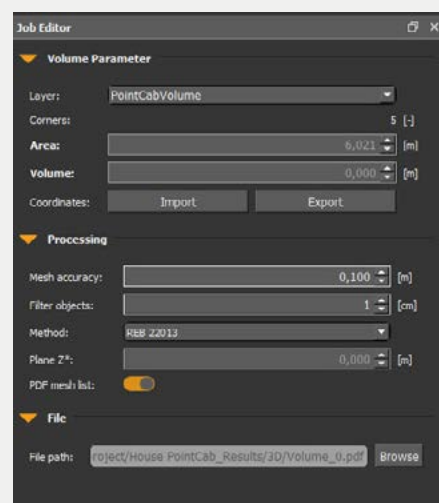 Job Editor
Volume Parameter
Layer: PointCabVolume
Corners: 5 [-]
Area: 6,021 [m]
Volume: 0,000 [m]
Coordinates: Import Export
Processing
Mesh accuracy: 0,100 [m]
Filter objects: 1 [cm]
Method: REB 22013
Plane Z*: 0,000 [m]
PDF mesh list:
File
File path: roject/House PointCab_Results/3D/Volume_0.pdf Browse